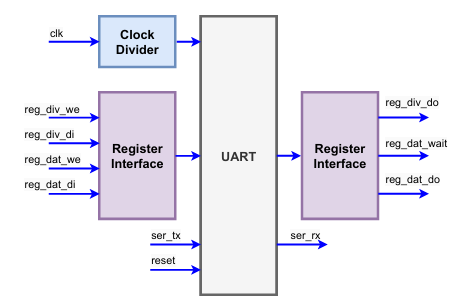 clk
Clock
Divider
reg_div_we
reg_div_di
reg_dat_we
reg_dat_di
Register
Interface
UART
Register
Interface
reg_div_do
reg_dat_wait
reg_dat_do
ser_tx
ser_rx
reset